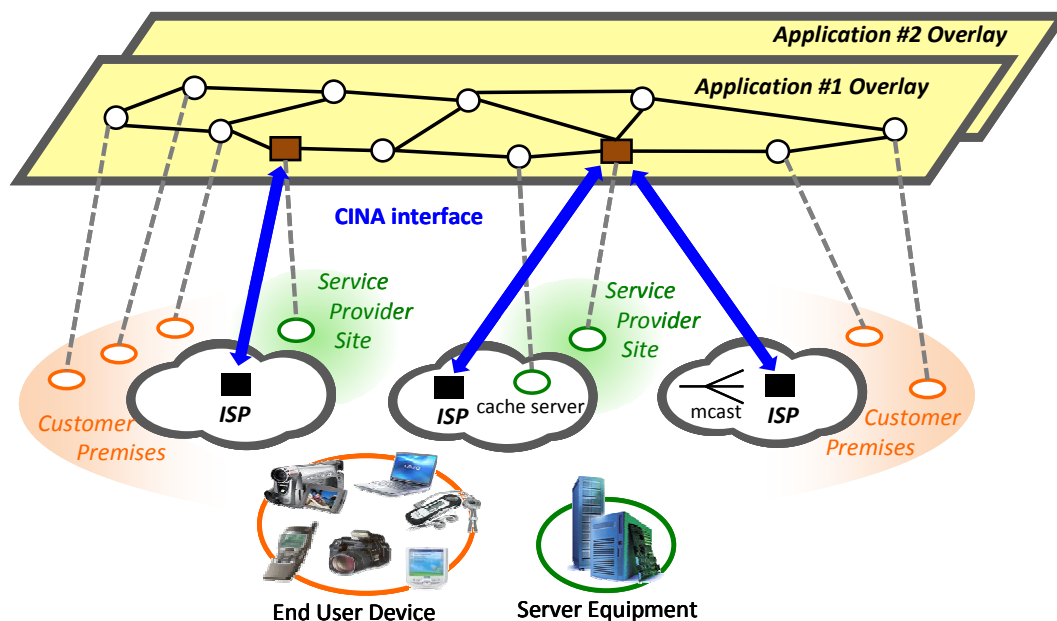 Application #2 Overlay
Application #1 Overlay
CINA interface
Service
Provider
Site
Service
Provider
Site
Customer
Premises
ISP
ISP
cache server
mcast
ISP
Customer
Premises
End User Device
Server Equipment